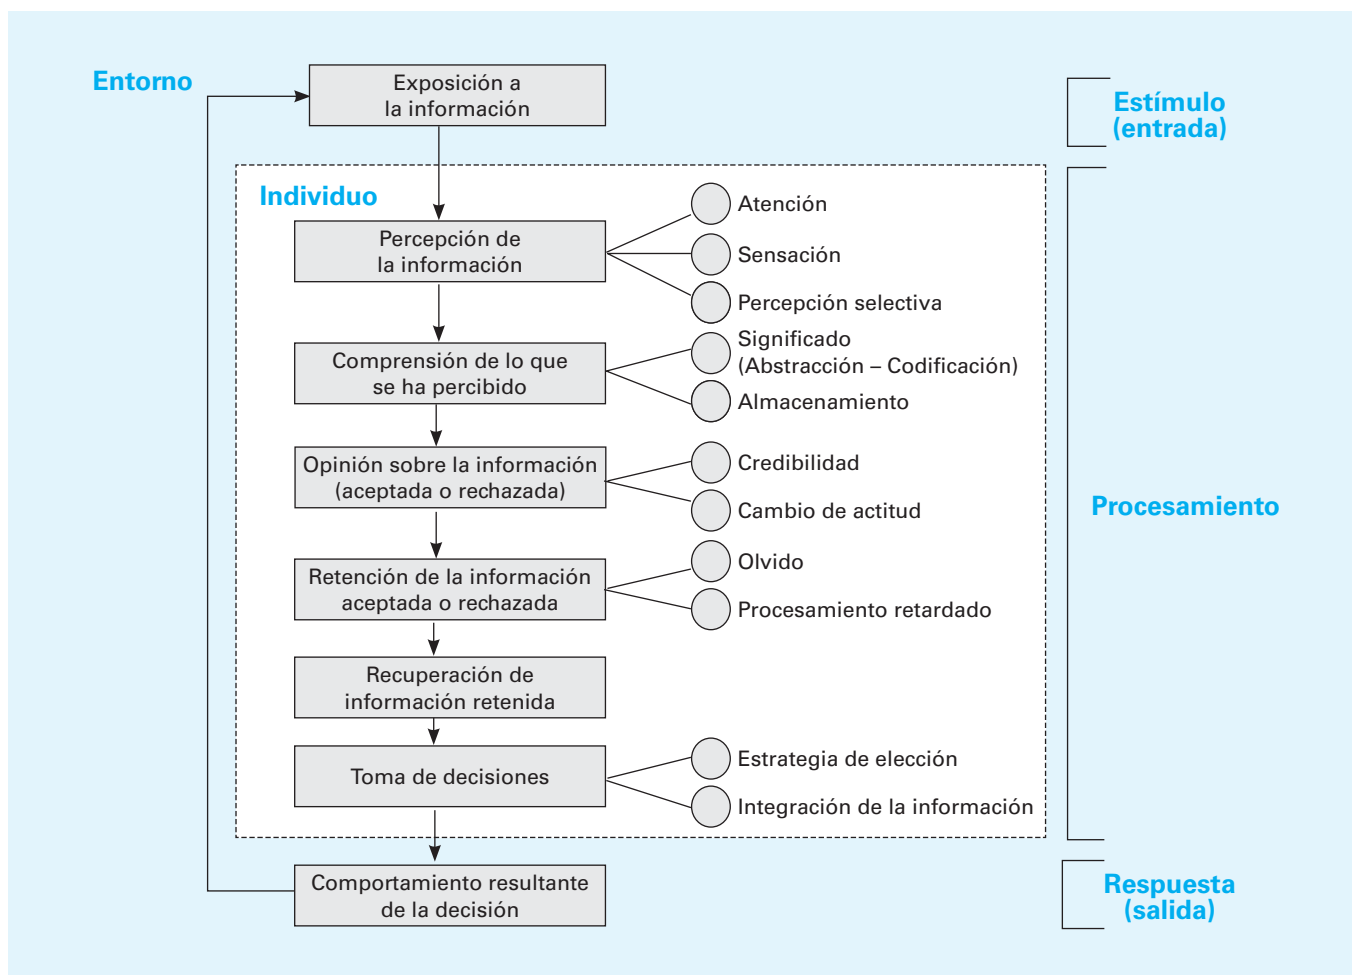 Entorno
Exposición a
la información
Estímulo
(entrada)
Individuo
Percepción de
la información
Atención
Sensación
Percepción selectiva
Comprensión de lo que
se ha percibido
Significado
(Abstracción – Codificación)
Almacenamiento
Opinión sobre la información
(aceptada o rechazada)
Credibilidad
Cambio de actitud
Procesamiento
Retención de la información
aceptada o rechazada
Olvido
Procesamiento retardado
Recuperación de
información retenida
Toma de decisiones
Estrategia de elección
Integración de la información
Comportamiento resultante
de la decisión
Respuesta
(salida)